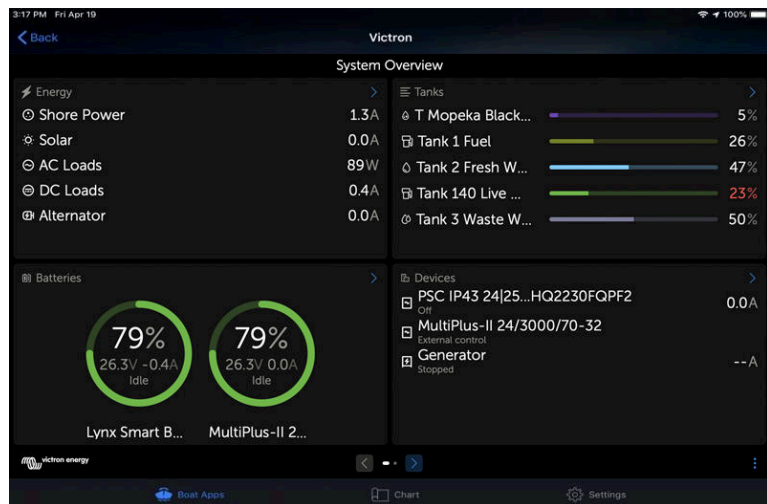 3:17 PM Fri Apr 19
100%
Back
Victron
System Overview
Energy
Shore Power 1.3A
Solar 0.0A
AC Loads 89W
DC Loads 0.4A
Alternator 0.0A
Tanks
T Mopeka Black... 5%
Tank 1 Fuel 26%
Tank 2 Fresh W... 47%
Tank 140 Live ... 23%
Tank 3 Waste W... 50%
Batteries
79%
26.3V -0.4A
Idle
Lynx Smart B...
79%
26.3V 0.0A
Idle
MultiPlus-II 2...
Devices
PSC IP43 24|25...HQ2230FQPF2 0.0A
Off
MultiPlus-II 24/3000/70-32
External control
Generator --A
Stopped
victron energy
Boat Apps
Chart
Settings